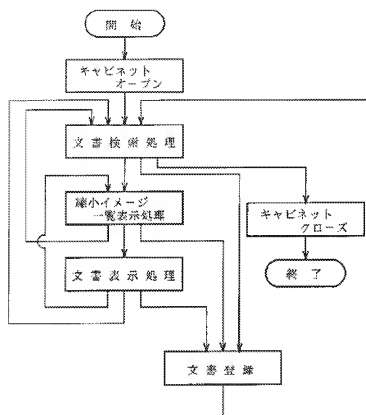 開始
キャビネット
オープン
文書検索処理
縮小イメージ
一覧表示処理
キャビネット
クローズ
文書表示処理
終了
文書登録